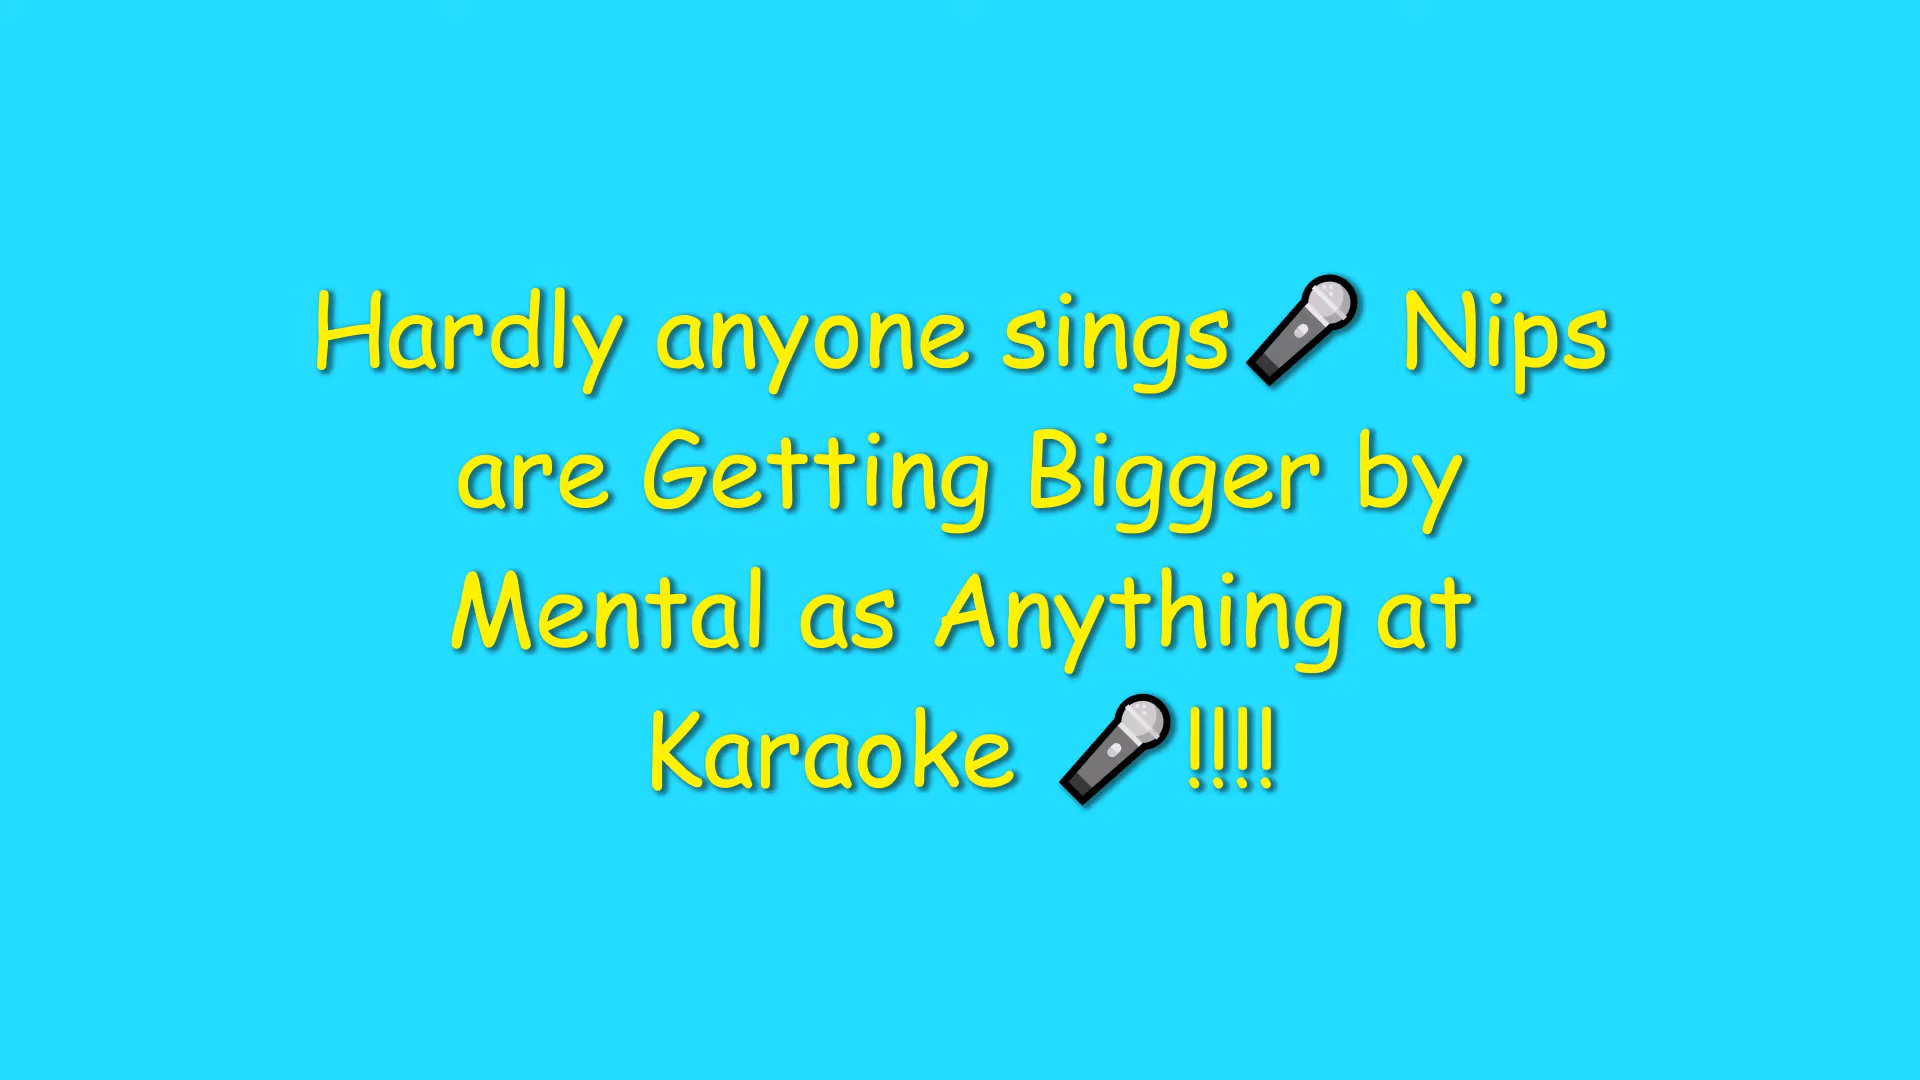 Hardly anyone sings🎤 Nips
are Getting Bigger by
Mental as Anything at
Karaoke 🎤!!!!